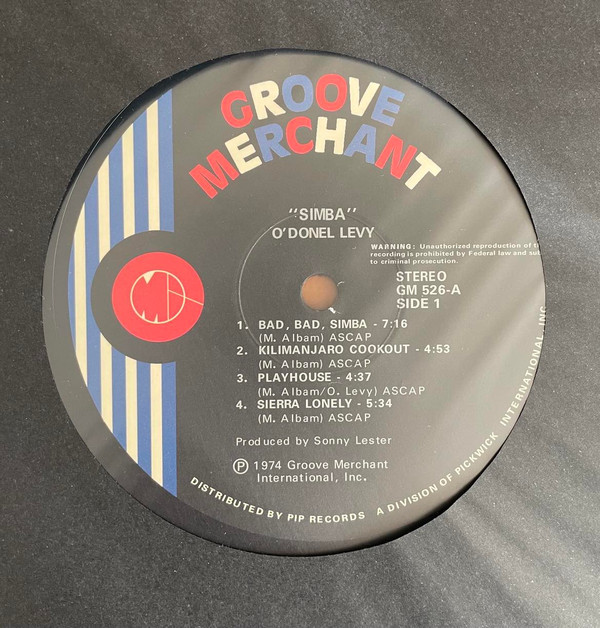 GROOVE
MERCHANT
"SIMBA"
O'DONEL LEVY
WARNING: Unauthorized reproduction of
recording is prohibited by Federal law and
to criminal prosecution.
STEREO
GM 526-A
SIDE 1
1. BAD, BAD, SIMBA - 7:16
(M. Albam) ASCAP
2. KILIMANJARO COOKOUT - 4:53
(M. Albam) ASCAP
3. PLAYHOUSE - 4:37
(M. Albam/O. Levy) ASCAP
4. SIERRA LONELY - 5:34
(M. Albam) ASCAP
Produced by Sonny Lester
Ⓟ 1974 Groove Merchant
International, Inc.
DISTRIBUTED BY PIP RECORDS A DIVISION OF PICKWICK INTERNATIONAL, INC.